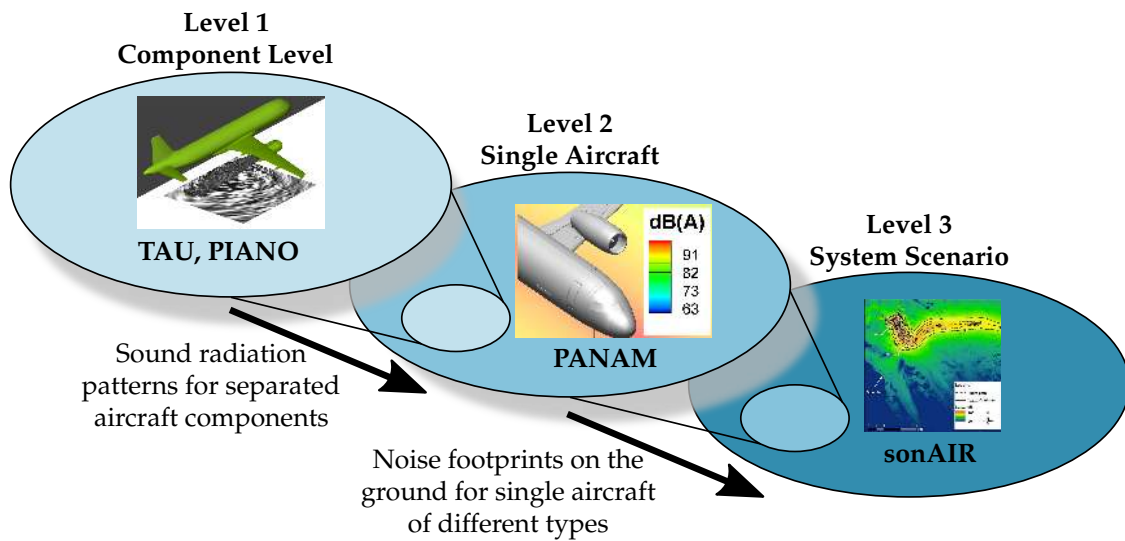 Level 1
Component Level
TAU, PIANO
Sound radiation
patterns for separated
aircraft components
Level 2
Single Aircraft
dB(A)
91
82
73
63
PANAM
Noise footprints on the
ground for single aircraft
of different types
Level 3
System Scenario
sonAIR